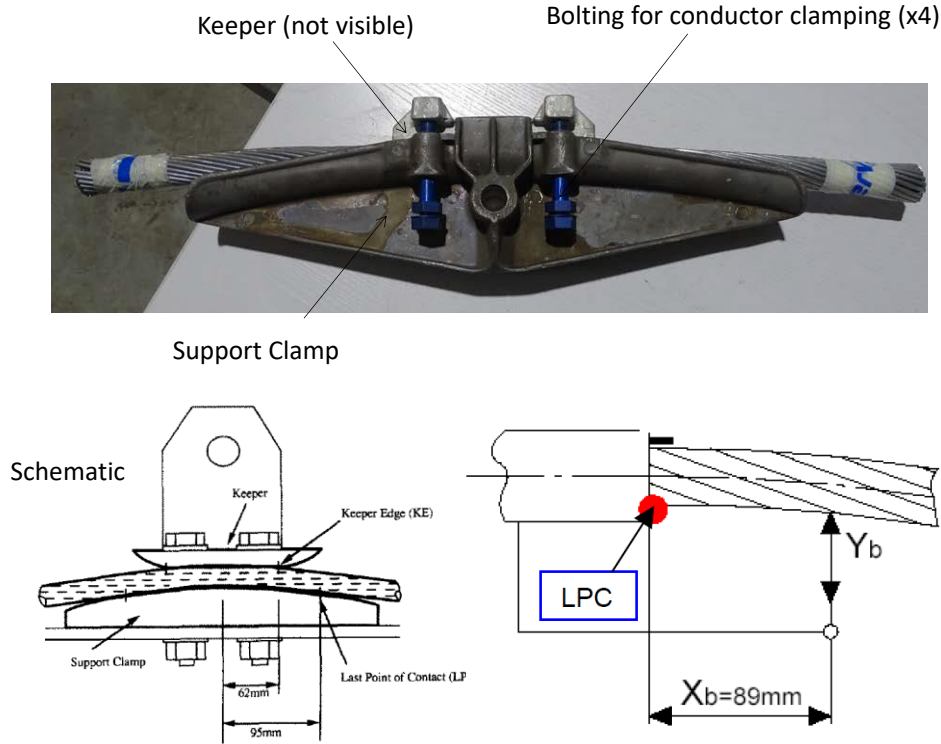 Keeper (not visible)
Bolting for conductor clamping (x4)
Support Clamp
Schematic
Keeper
Keeper Edge (KE)
Support Clamp
Last Point of Contact (LP
62mm
95mm
LPC
Yb
Xb=89mm